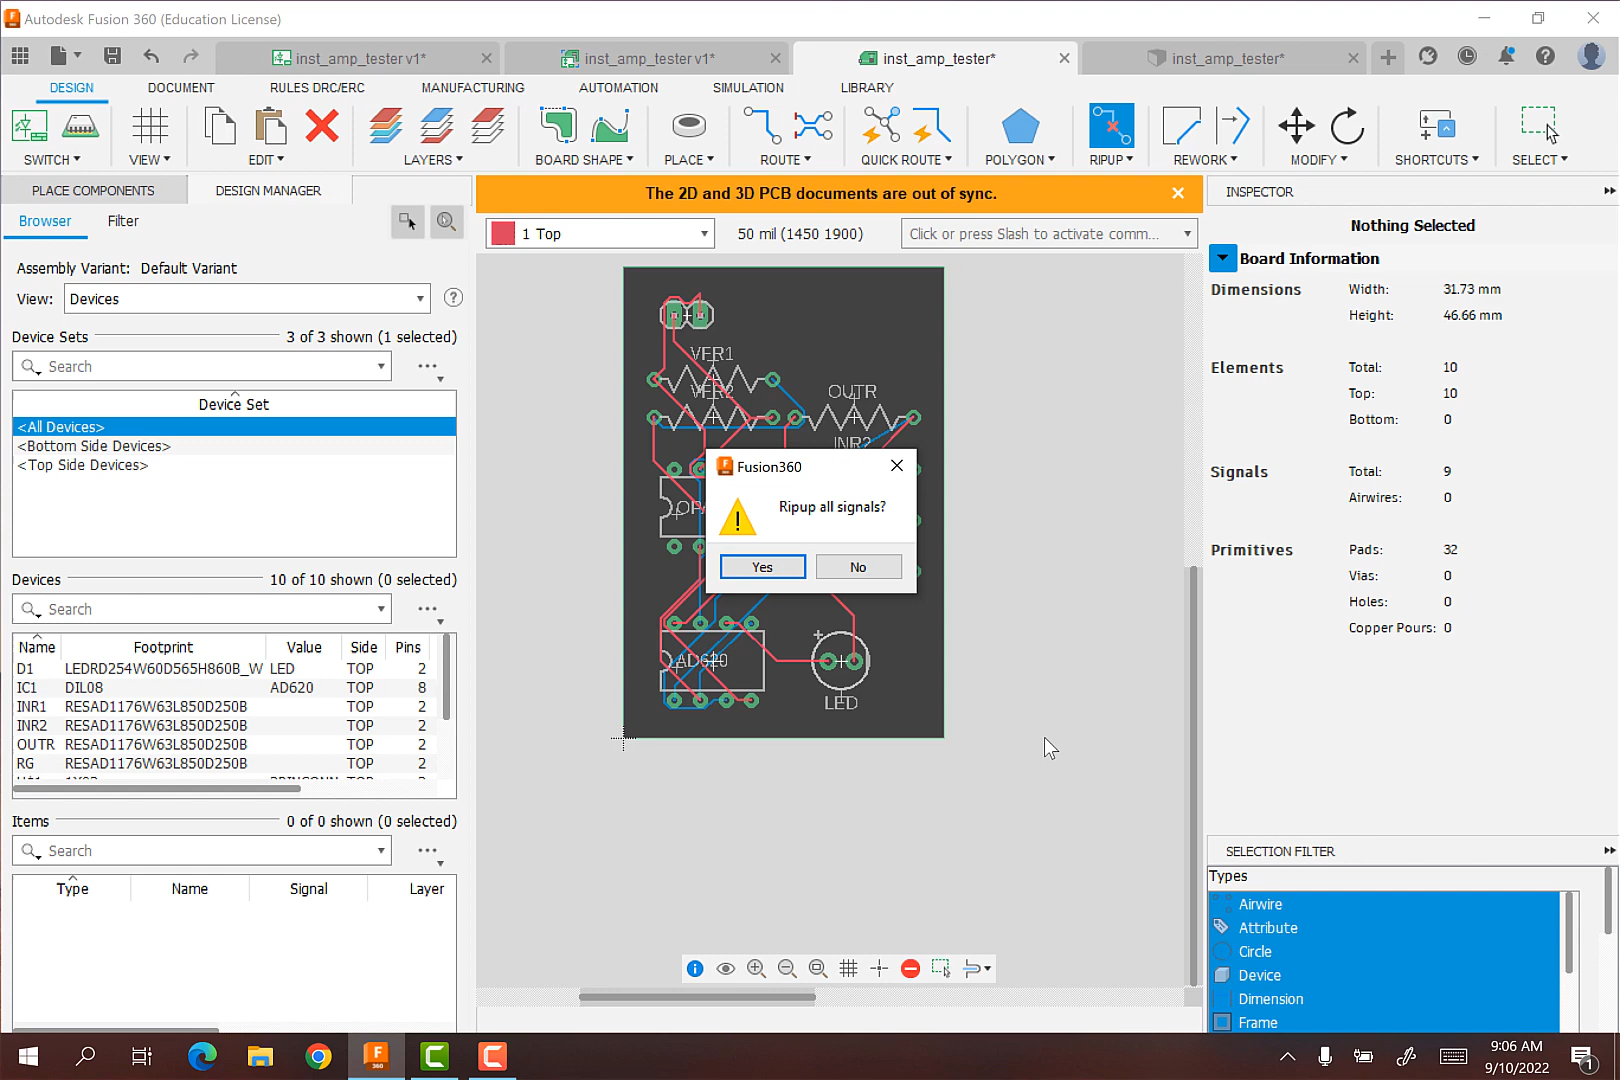 Autodesk Fusion 360 (Education License)
inst_amp_tester v1*
inst_amp_tester v1*
inst_amp_tester*
inst_amp_tester*
DESIGN
DOCUMENT
RULES DRC/ERC
MANUFACTURING
AUTOMATION
SIMULATION
LIBRARY
SWITCH
VIEW
EDIT
LAYERS
BOARD SHAPE
PLACE
ROUTE
QUICK ROUTE
POLYGON
RIPUP
REWORK
MODIFY
SHORTCUTS
SELECT
PLACE COMPONENTS
DESIGN MANAGER
The 2D and 3D PCB documents are out of sync.
INSPECTOR
Browser
Filter
1 Top
50 mil (1450 1900)
Click or press Slash to activate comm...
Nothing Selected
Board Information
Dimensions
Width: 31.73 mm
Height: 46.66 mm
Elements
Total: 10
Top: 10
Bottom: 0
Signals
Total: 9
Airwires: 0
Primitives
Pads: 32
Vias: 0
Holes: 0
Copper Pours: 0
Assembly Variant: Default Variant
View: Devices
Device Sets 3 of 3 shown (1 selected)
Search
Device Set
<All Devices>
<Bottom Side Devices>
<Top Side Devices>
Devices 10 of 10 shown (0 selected)
Search
Name Footprint Value Side Pins
D1 LEDRD254W60D565H860B_W LED TOP 2
IC1 DIL08 AD620 TOP 8
INR1 RESAD1176W63L850D250B TOP 2
INR2 RESAD1176W63L850D250B TOP 2
OUTR RESAD1176W63L850D250B TOP 2
RG RESAD1176W63L850D250B TOP 2
Items 0 of 0 shown (0 selected)
Search
Type Name Signal Layer
VER1
VER2
OUTR
INR2
AD620
LED
Fusion360
Ripup all signals?
Yes
No
SELECTION FILTER
Types
Airwire
Attribute
Circle
Device
Dimension
Frame
9:06 AM
9/10/2022
1